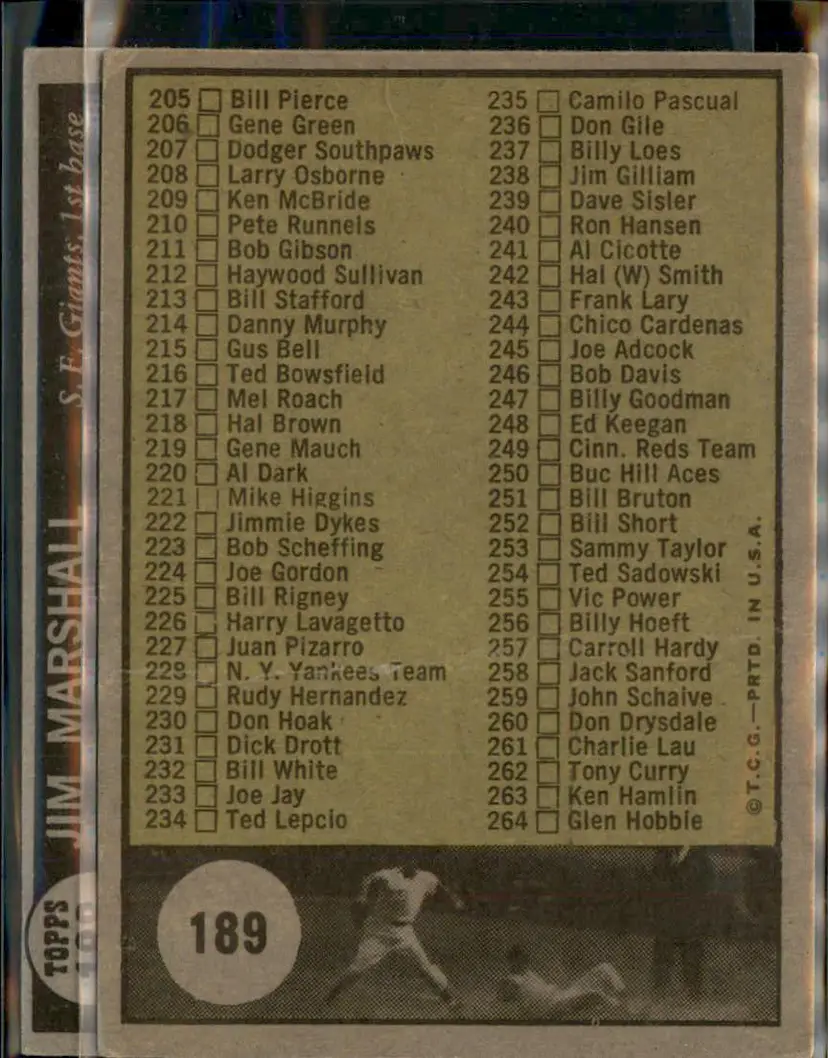 205 Bill Pierce
206 Gene Green
207 Dodger Southpaws
208 Larry Osborne
209 Ken McBride
210 Pete Runnels
211 Bob Gibson
212 Haywood Sullivan
213 Bill Stafford
214 Danny Murphy
215 Gus Bell
216 Ted Bowsfield
217 Mel Roach
218 Hal Brown
219 Gene Mauch
220 Al Dark
221 Mike Higgins
222 Jimmie Dykes
223 Bob Scheffing
224 Joe Gordon
225 Bill Rigney
226 Harry Lavagetto
227 Juan Pizarro
228 N. Y. Yankees Team
229 Rudy Hernandez
230 Don Hoak
231 Dick Drott
232 Bill White
233 Joe Jay
234 Ted Lepcio
235 Camilo Pascual
236 Don Gile
237 Billy Loes
238 Jim Gilliam
239 Dave Sisler
240 Ron Hansen
241 Al Cicotte
242 Hal (W) Smith
243 Frank Lary
244 Chico Cardenas
245 Joe Adcock
246 Bob Davis
247 Billy Goodman
248 Ed Keegan
249 Cinn. Reds Team
250 Buc Hill Aces
251 Bill Bruton
252 Bill Short
253 Sammy Taylor
254 Ted Sadowski
255 Vic Power
256 Billy Hoeft
257 Carroll Hardy
258 Jack Sanford
259 John Schaive
260 Don Drysdale
261 Charlie Lau
262 Tony Curry
263 Ken Hamlin
264 Glen Hobbie
©T.C.G.—PRTD. IN U.S.A.
189
TOPPS
JIM MARSHALL
S. F. Giants, 1st base